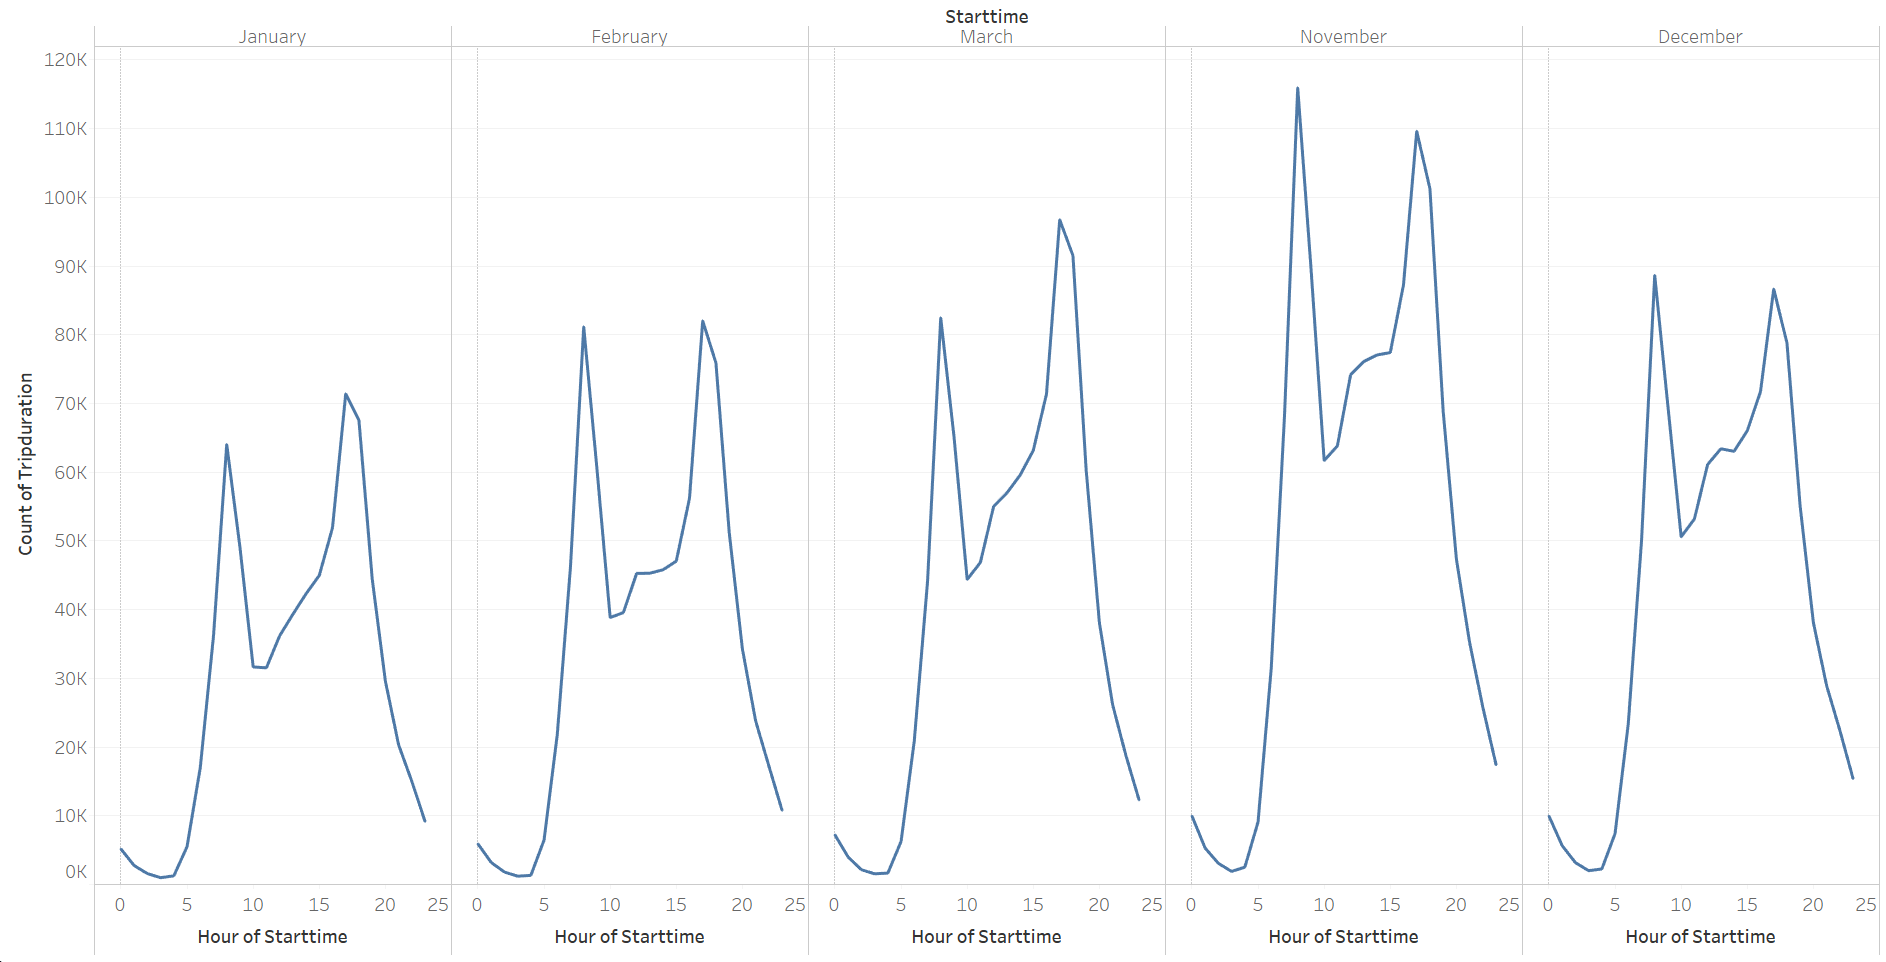 Starttime
January February March November December
120K
110K
100K
90K
80K
70K
60K
50K
40K
30K
20K
10K
0K
Count of Tripduration
0 5 10 15 20 25 0 5 10 15 20 25 0 5 10 15 20 25 0 5 10 15 20 25 0 5 10 15 20 25
Hour of Starttime Hour of Starttime Hour of Starttime Hour of Starttime Hour of Starttime